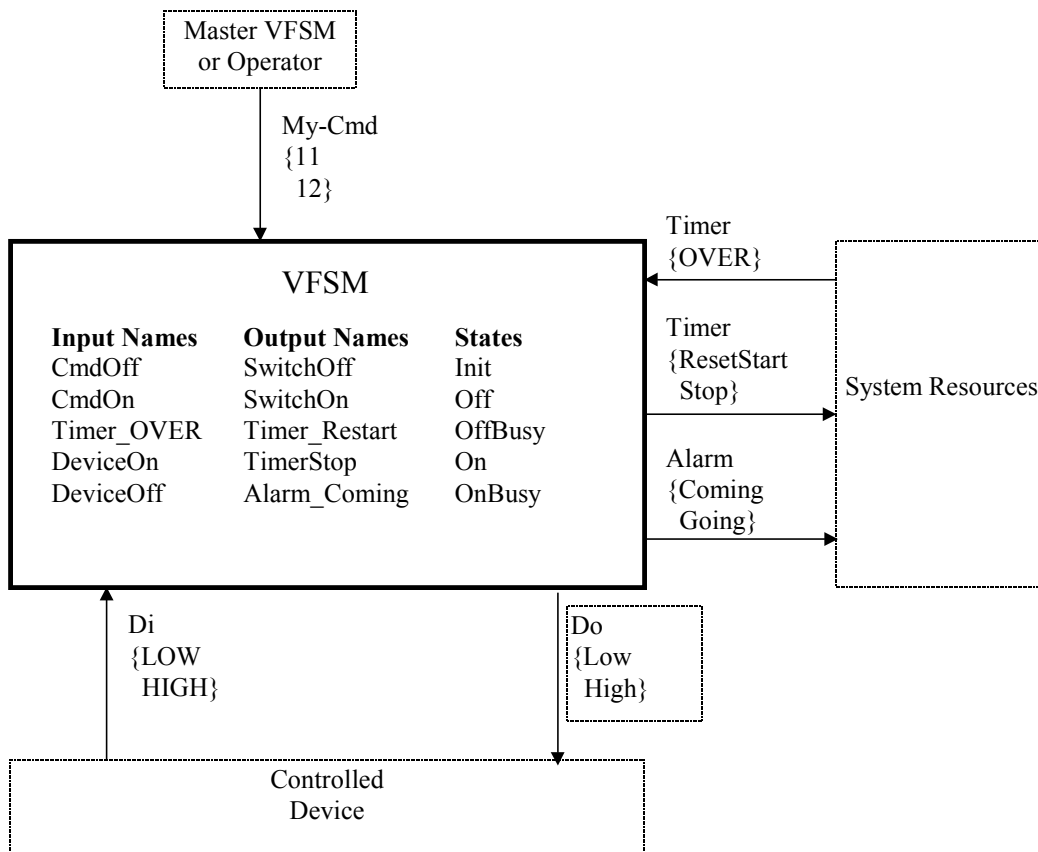 Master VFSM
or Operator
My-Cmd
{11
12}
Timer
{OVER}
VFSM
Input Names Output Names States
CmdOff SwitchOff Init
CmdOn SwitchOn Off
Timer_OVER Timer_Restart OffBusy
DeviceOn TimerStop On
DeviceOff Alarm_Coming OnBusy
Timer
{ResetStart
Stop}
System Resources
Alarm
{Coming
Going}
Di
{LOW
HIGH}
Do
{Low
High}
Controlled
Device